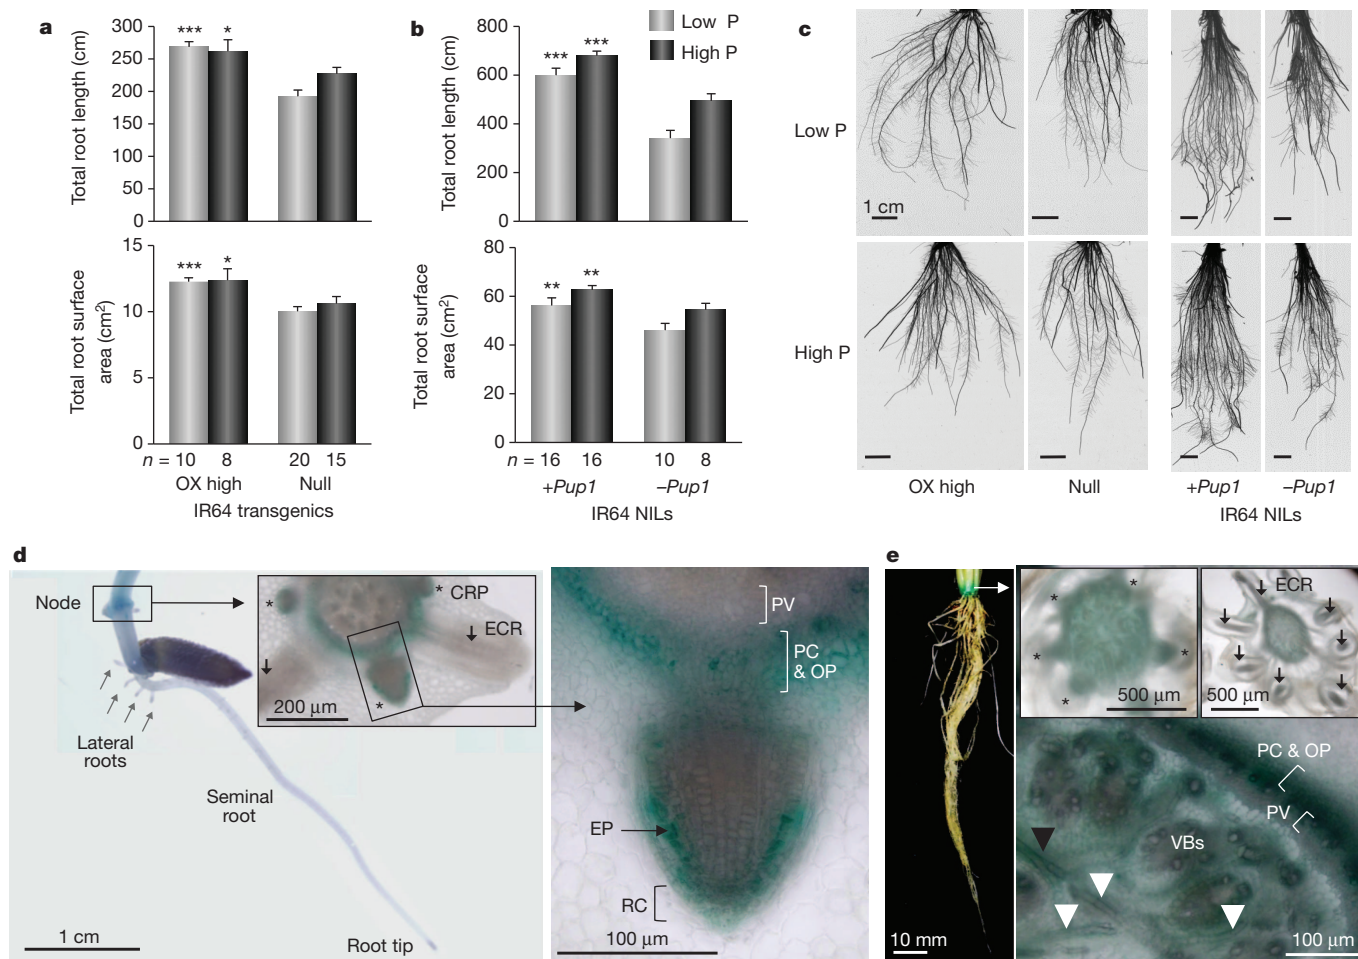 a
Total root length (cm)
300
250
200
150
100
50
0
***
*
Total root surface
area (cm²)
15
10
5
0
***
*
n = 10 8 20 15
OX high Null
IR64 transgenics
b
Low P
High P
Total root length (cm)
800
600
400
200
0
***
***
Total root surface
area (cm²)
80
60
40
20
0
**
**
n = 16 16 10 8
+Pup1 –Pup1
IR64 NILs
c
Low P
1 cm
High P
OX high Null +Pup1 –Pup1
IR64 NILs
d
Node
* * CRP
ECR
*
200 µm
Lateral
roots
Seminal
root
Root tip
1 cm
PV
PC
& OP
EP
RC
100 µm
e
10 mm
*
*
*
*
*
500 µm
ECR
500 µm
PC & OP
PV
VBs
100 µm